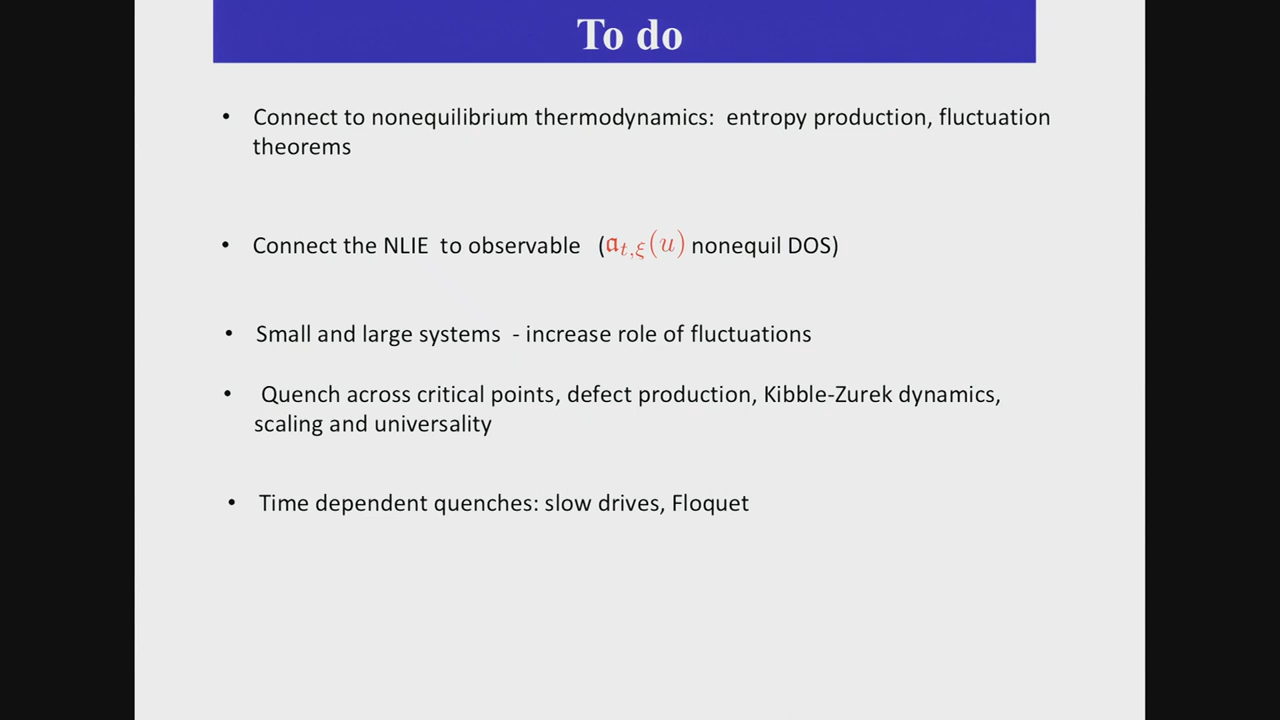 To do
• Connect to nonequilibrium thermodynamics: entropy production, fluctuation
theorems
• Connect the NLIE to observable (𝔞_{t,ξ}(u) nonequil DOS)
• Small and large systems - increase role of fluctuations
• Quench across critical points, defect production, Kibble-Zurek dynamics,
scaling and universality
• Time dependent quenches: slow drives, Floquet